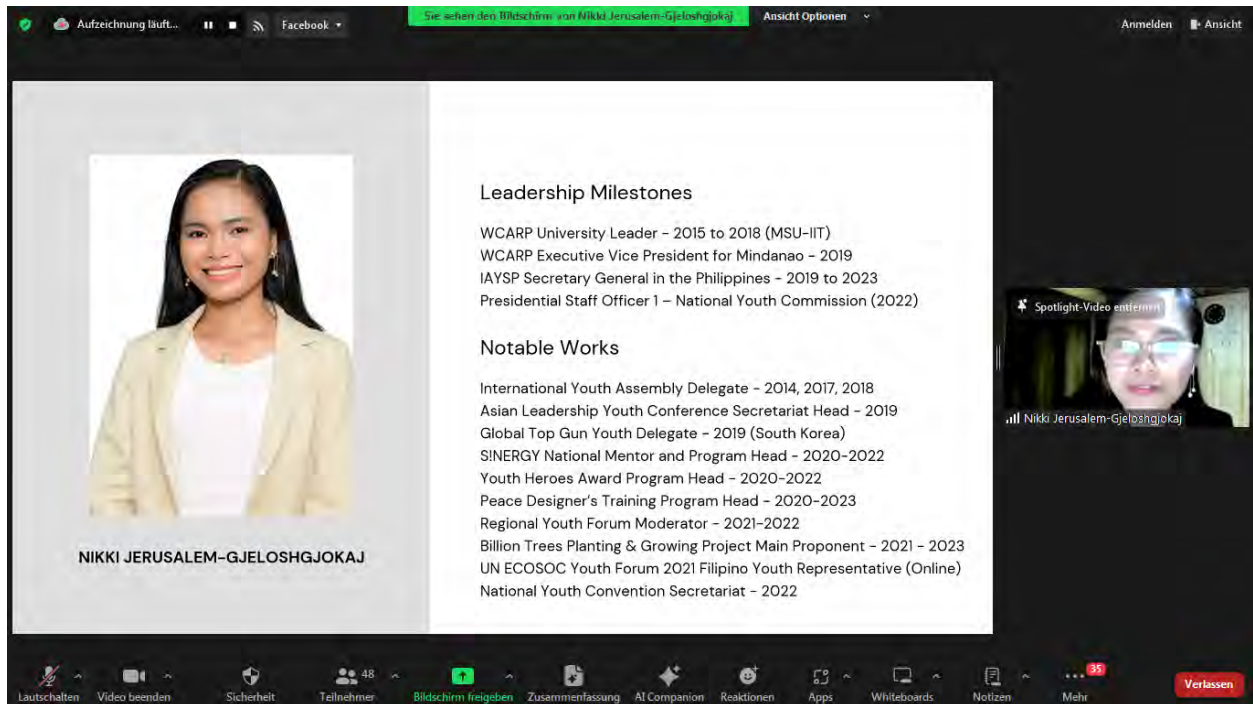 Aufzeichnung läuft...
Facebook
Sie sehen den Bildschirm von Nikki Jerusalem-Gjeloshgjokaj
Ansicht Optionen
Anmelden
Ansicht
NIKKI JERUSALEM-GJELOSHGJOKAJ
Leadership Milestones
WCARP University Leader - 2015 to 2018 (MSU-IIT)
WCARP Executive Vice President for Mindanao - 2019
IAYSP Secretary General in the Philippines - 2019 to 2023
Presidential Staff Officer 1 – National Youth Commission (2022)
Notable Works
International Youth Assembly Delegate - 2014, 2017, 2018
Asian Leadership Youth Conference Secretariat Head - 2019
Global Top Gun Youth Delegate - 2019 (South Korea)
S!NERGY National Mentor and Program Head - 2020-2022
Youth Heroes Award Program Head - 2020-2022
Peace Designer's Training Program Head - 2020-2023
Regional Youth Forum Moderator - 2021-2022
Billion Trees Planting & Growing Project Main Proponent - 2021 - 2023
UN ECOSOC Youth Forum 2021 Filipino Youth Representative (Online)
National Youth Convention Secretariat - 2022
Spotlight-Video entfernen
Nikki Jerusalem-Gjeloshgjokaj
48
35
Lautschalten
Video beenden
Sicherheit
Teilnehmer
Bildschirm freigeben
Zusammenfassung
AI Companion
Reaktionen
Apps
Whiteboards
Notizen
Mehr
Verlassen